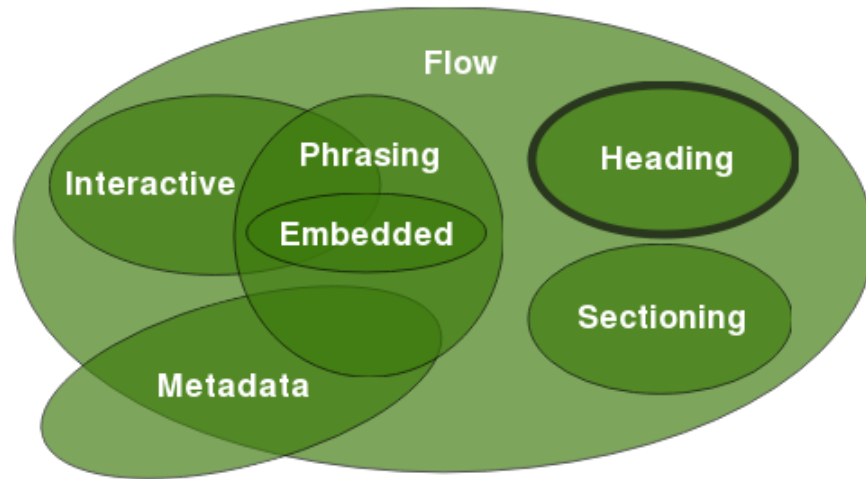 Flow
Phrasing
Heading
Interactive
Embedded
Sectioning
Metadata